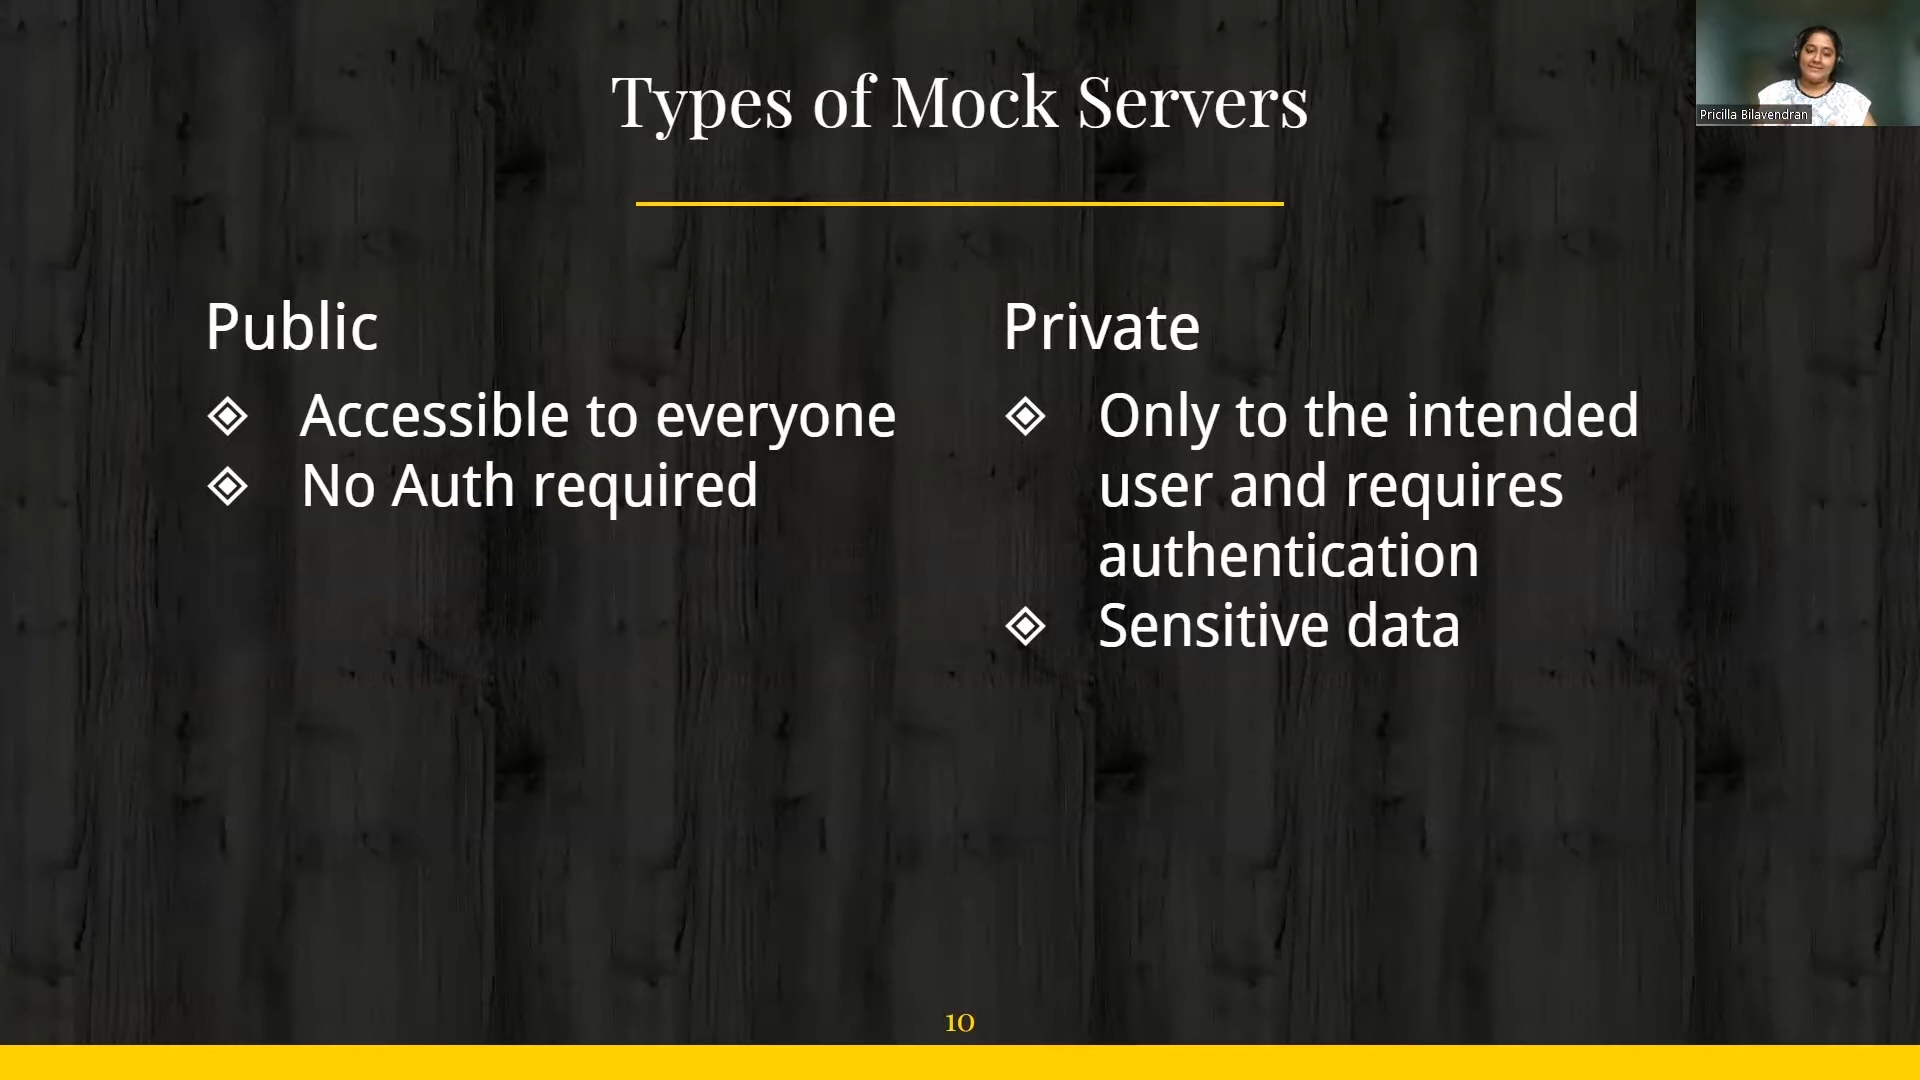 Types of Mock Servers
Pricilla Bilavendran
Public
Accessible to everyone
No Auth required
Private
Only to the intended
user and requires
authentication
Sensitive data
10